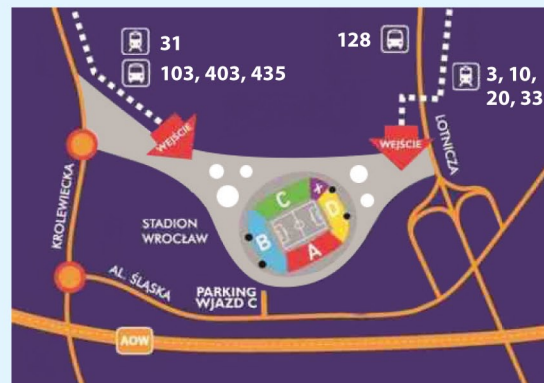 31
103, 403, 435
128
3, 10,
20, 33
WEJŚCIE
WEJŚCIE
LOTNICZA
KROLEWIECKA
STADION
WROCŁAW
C
X
D
B
A
AL. ŚLĄSKA
PARKING
WJAZD C
AOW